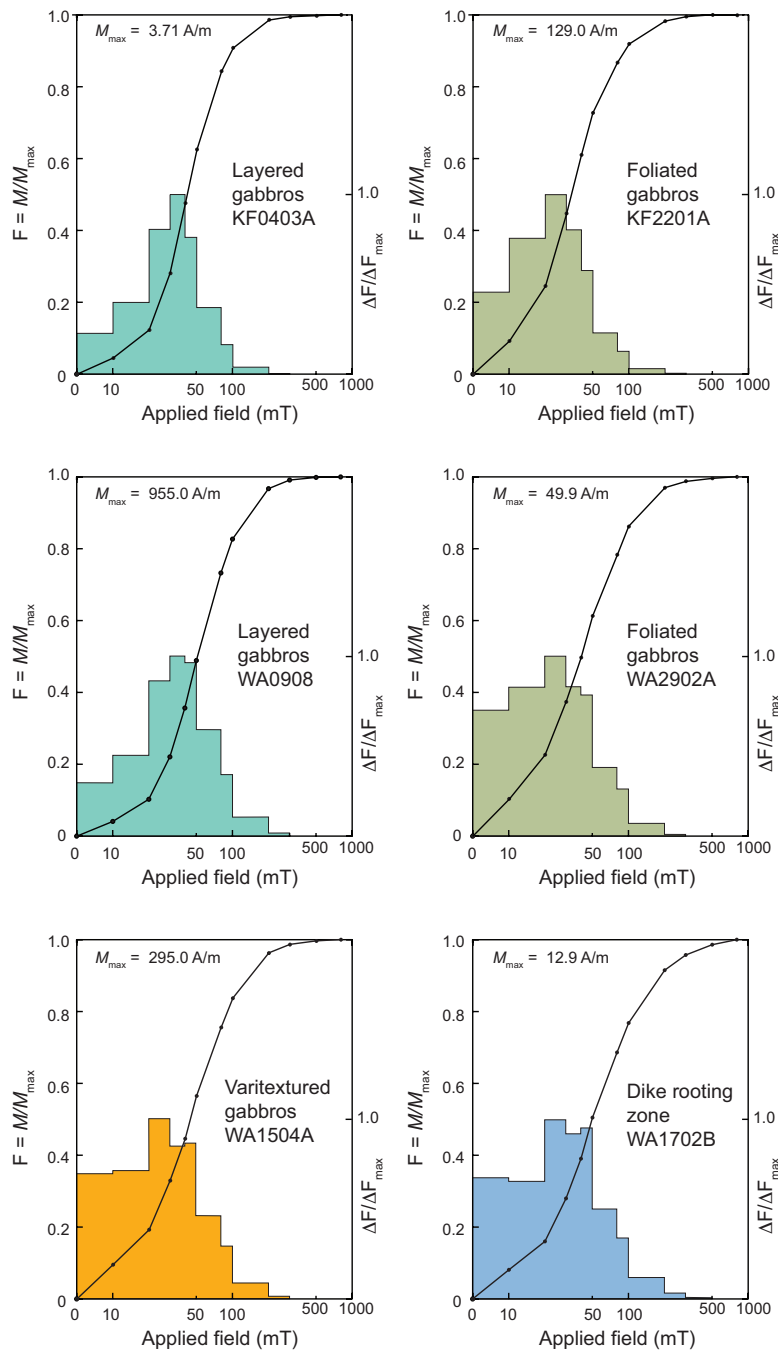 M_max = 3.71 A/m
1.0
0.8
0.6
0.4
0.2
0
F = M/M_max
Layered
gabbros
KF0403A
1.0
ΔF/ΔF_max
0 10 50 100 500 1000
Applied field (mT)
M_max = 129.0 A/m
1.0
0.8
0.6
0.4
0.2
0
F = M/M_max
Foliated
gabbros
KF2201A
1.0
ΔF/ΔF_max
0 10 50 100 500 1000
Applied field (mT)
M_max = 955.0 A/m
1.0
0.8
0.6
0.4
0.2
0
F = M/M_max
Layered
gabbros
WA0908
1.0
ΔF/ΔF_max
0 10 50 100 500 1000
Applied field (mT)
M_max = 49.9 A/m
1.0
0.8
0.6
0.4
0.2
0
F = M/M_max
Foliated
gabbros
WA2902A
1.0
ΔF/ΔF_max
0 10 50 100 500 1000
Applied field (mT)
M_max = 295.0 A/m
1.0
0.8
0.6
0.4
0.2
0
F = M/M_max
Varitextured
gabbros
WA1504A
1.0
ΔF/ΔF_max
0 10 50 100 500 1000
Applied field (mT)
M_max = 12.9 A/m
1.0
0.8
0.6
0.4
0.2
0
F = M/M_max
Dike rooting
zone
WA1702B
1.0
ΔF/ΔF_max
0 10 50 100 500 1000
Applied field (mT)